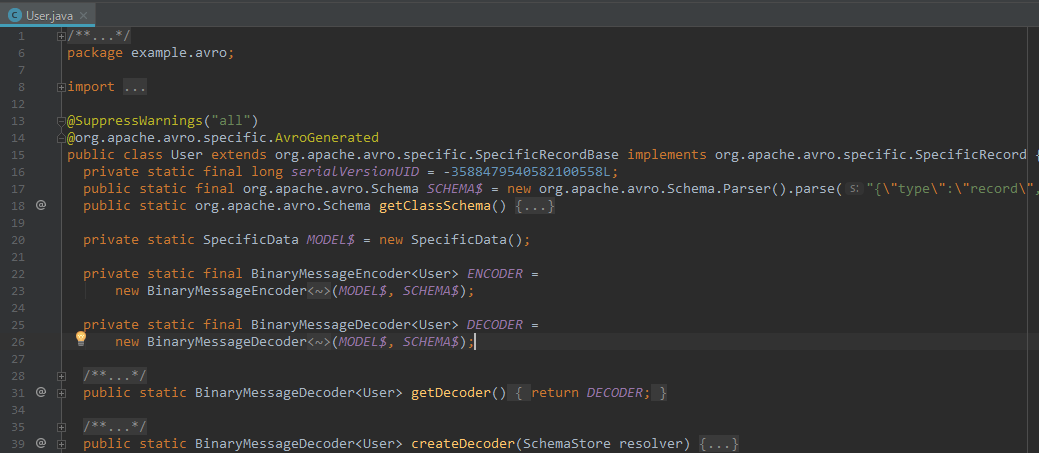 User.java
1 /**...*/
6 package example.avro;
7
8 import ...
12
13 @SuppressWarnings("all")
14 @org.apache.avro.specific.AvroGenerated
15 public class User extends org.apache.avro.specific.SpecificRecordBase implements org.apache.avro.specific.SpecificRecord {
16 private static final long serialVersionUID = -3588479540582100558L;
17 public static final org.apache.avro.Schema SCHEMA$ = new org.apache.avro.Schema.Parser().parse( s: "{\"type\":\"record\",
18 @ public static org.apache.avro.Schema getClassSchema() {...}
19
20 private static SpecificData MODEL$ = new SpecificData();
21
22 private static final BinaryMessageEncoder<User> ENCODER =
23 new BinaryMessageEncoder<~>(MODEL$, SCHEMA$);
24
25 private static final BinaryMessageDecoder<User> DECODER =
26 new BinaryMessageDecoder<~>(MODEL$, SCHEMA$);
27
28 /**...*/
31 @ public static BinaryMessageDecoder<User> getDecoder() { return DECODER; }
34
35 /**...*/
39 @ public static BinaryMessageDecoder<User> createDecoder(SchemaStore resolver) {...}